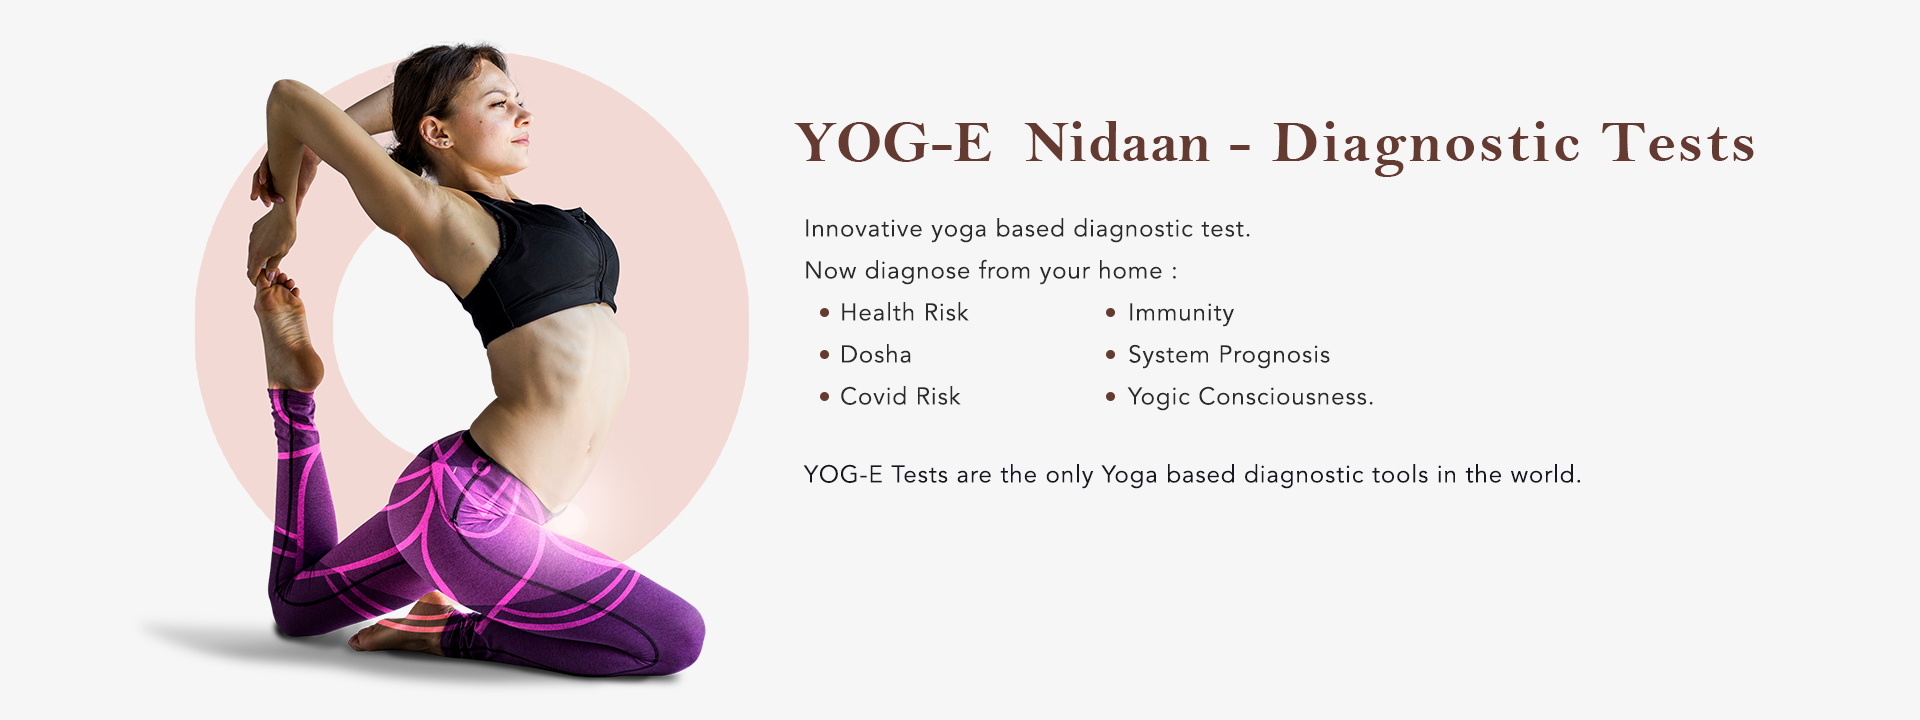 YOG-E Nidaan - Diagnostic Tests
Innovative yoga based diagnostic test.
Now diagnose from your home :
• Health Risk
• Immunity
• Dosha
• System Prognosis
• Covid Risk
• Yogic Consciousness.
YOG-E Tests are the only Yoga based diagnostic tools in the world.